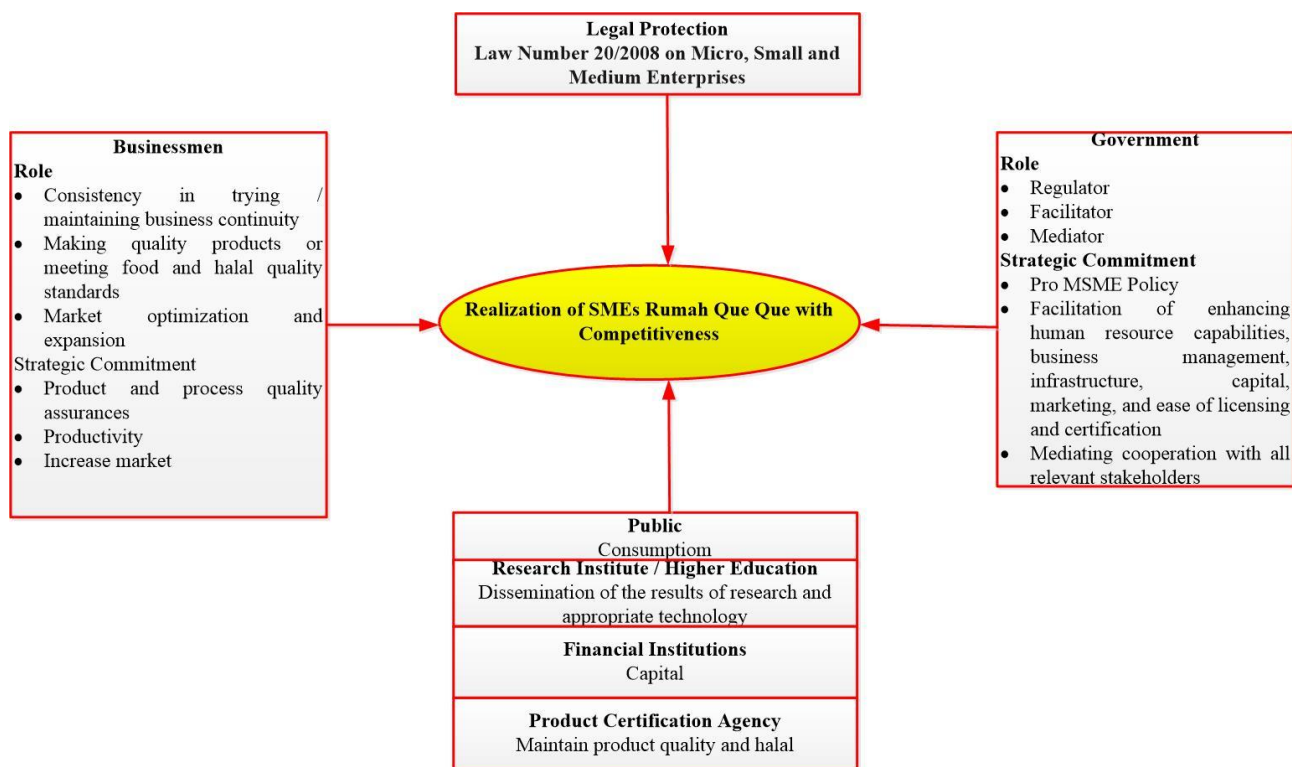 Legal Protection
Law Number 20/2008 on Micro, Small and
Medium Enterprises
Businessmen
Role
• Consistency in trying /
maintaining business continuity
• Making quality products or
meeting food and halal quality
standards
• Market optimization and
expansion
Strategic Commitment
• Product and process quality
assurances
• Productivity
• Increase market
Realization of SMEs Rumah Que Que with
Competitiveness
Government
Role
• Regulator
• Facilitator
• Mediator
Strategic Commitment
• Pro MSME Policy
• Facilitation of enhancing
human resource capabilities,
business management,
infrastructure, capital,
marketing, and ease of licensing
and certification
• Mediating cooperation with all
relevant stakeholders
Public
Consumptiom
Research Institute / Higher Education
Dissemination of the results of research and
appropriate technology
Financial Institutions
Capital
Product Certification Agency
Maintain product quality and halal